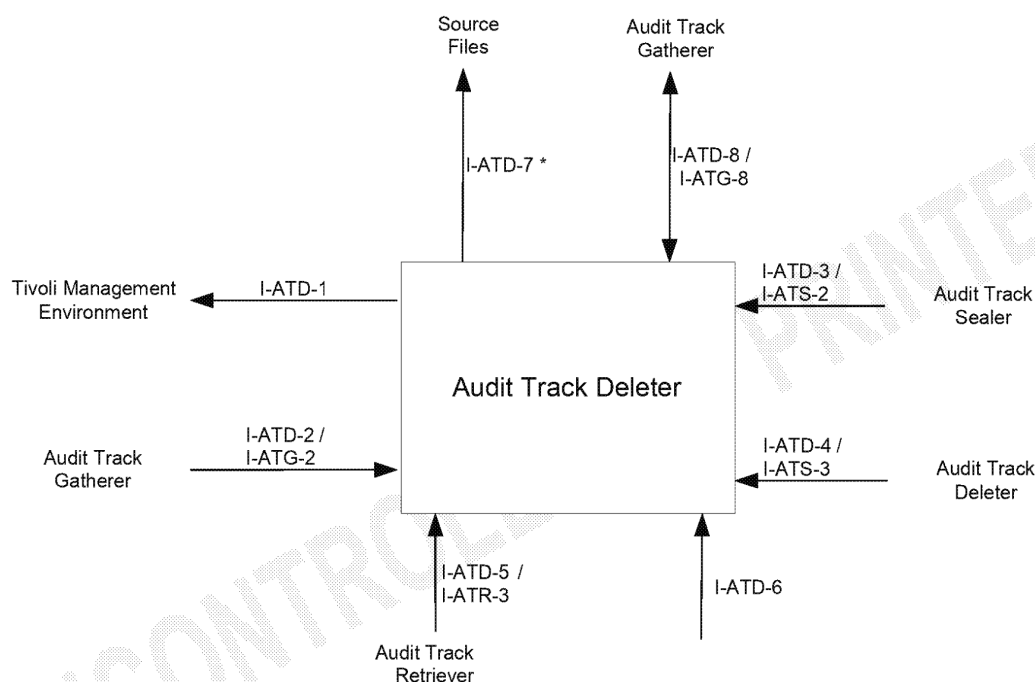 Source
Files
Audit Track
Gatherer
I-ATD-7 *
I-ATD-8 /
I-ATG-8
Tivoli Management
Environment
I-ATD-1
I-ATD-3 /
I-ATS-2
Audit Track
Sealer
Audit Track Deleter
Audit Track
Gatherer
I-ATD-2 /
I-ATG-2
I-ATD-4 /
I-ATS-3
Audit Track
Deleter
I-ATD-5 /
I-ATR-3
I-ATD-6
Audit Track
Retriever